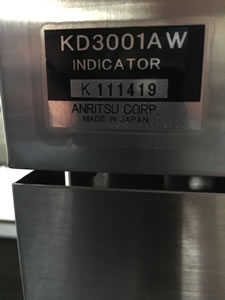 KD3001AW
INDICATOR
K 111419
ANRITSU CORP.
MADE IN JAPAN